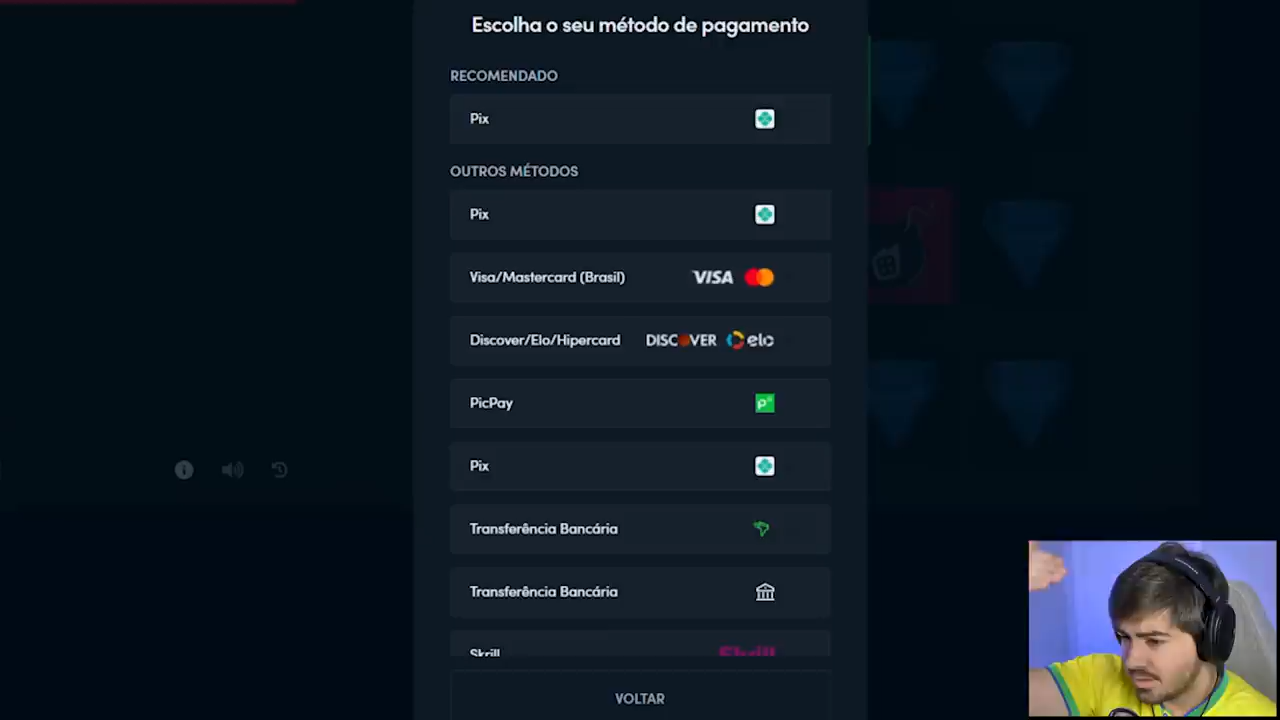 Escolha o seu método de pagamento
RECOMENDADO
Pix
OUTROS MÉTODOS
Pix
Visa/Mastercard (Brasil) VISA
Discover/Elo/Hipercard DISCOVER elo
PicPay
Pix
Transferência Bancária
Transferência Bancária
Skrill Skrill
VOLTAR